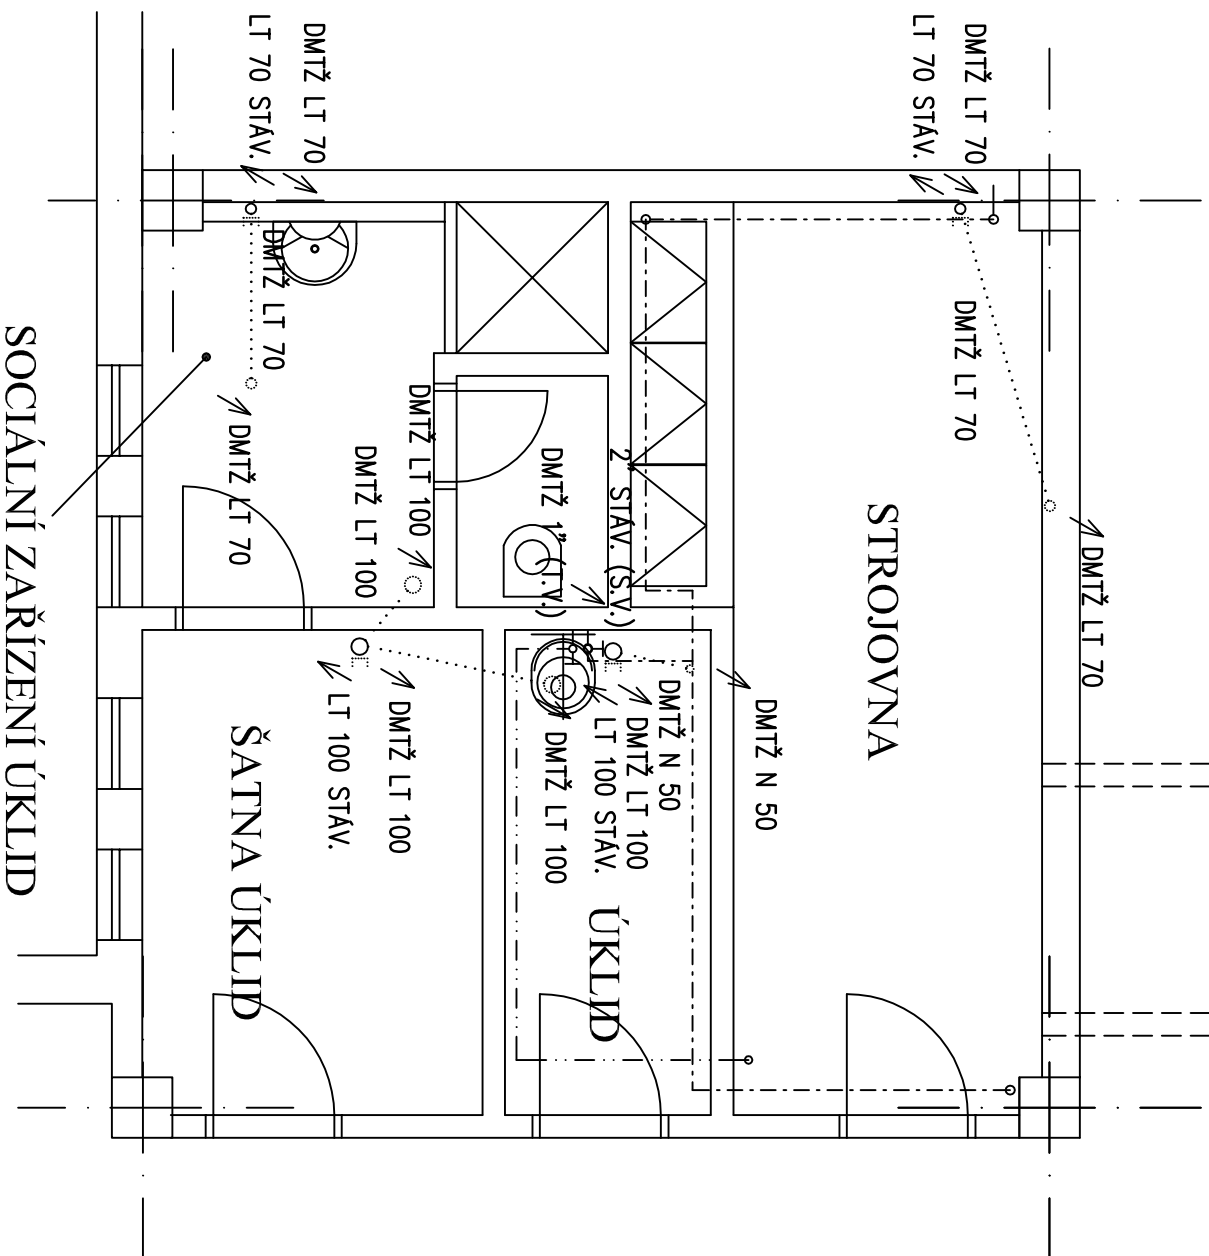 DMTŽ LT 70
LT 70 STÁV.
DMTŽ LT 70
DMTŽ LT 70
STROJOVNA
DMTŽ N 50
2" STÁV. (S.V.)
DMTŽ 1" (T.V.)
DMTŽ N 50
DMTŽ LT 100
LT 100 STÁV.
DMTŽ LT 100
ÚKLID
DMTŽ LT 100
DMTŽ LT 100
DMTŽ LT 100
LT 100 STÁV.
DMTŽ LT 70
LT 70 STÁV.
DMTŽ LT 70
DMTŽ LT 70
ŠATNA ÚKLID
SOCIÁLNÍ ZAŘÍZENÍ ÚKLID